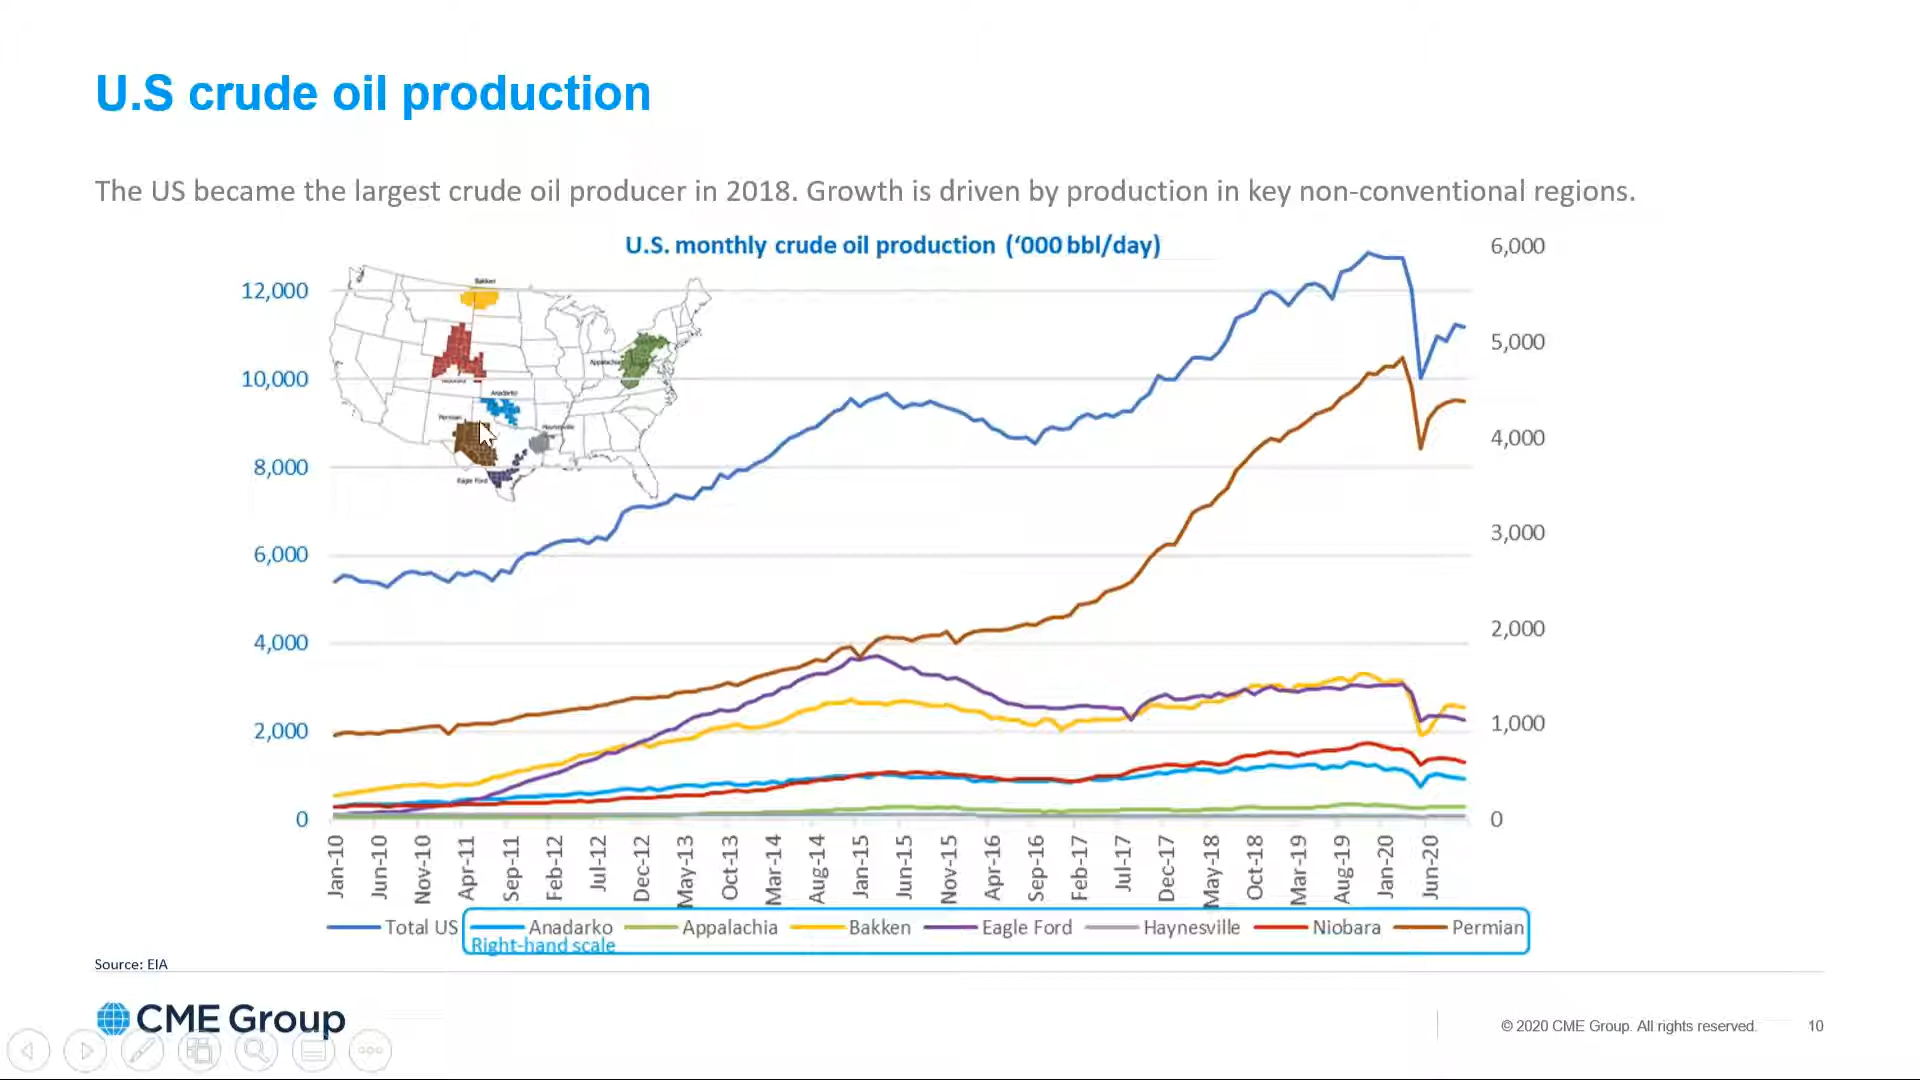 U.S crude oil production
The US became the largest crude oil producer in 2018. Growth is driven by production in key non-conventional regions.
U.S. monthly crude oil production (‘000 bbl/day)
12,000
10,000
8,000
6,000
4,000
2,000
0
6,000
5,000
4,000
3,000
2,000
1,000
0
Bakken
Appalachia
Anadarko
Permian
Haynesville
Eagle Ford
Jan-10
Jun-10
Nov-10
Apr-11
Sep-11
Feb-12
Jul-12
Dec-12
May-13
Oct-13
Mar-14
Aug-14
Jan-15
Jun-15
Nov-15
Apr-16
Sep-16
Feb-17
Jul-17
Dec-17
May-18
Oct-18
Mar-19
Aug-19
Jan-20
Jun-20
Total US Anadarko Appalachia Bakken Eagle Ford Haynesville Niobara Permian
Right-hand scale
Source: EIA
CME Group
© 2020 CME Group. All rights reserved. 10